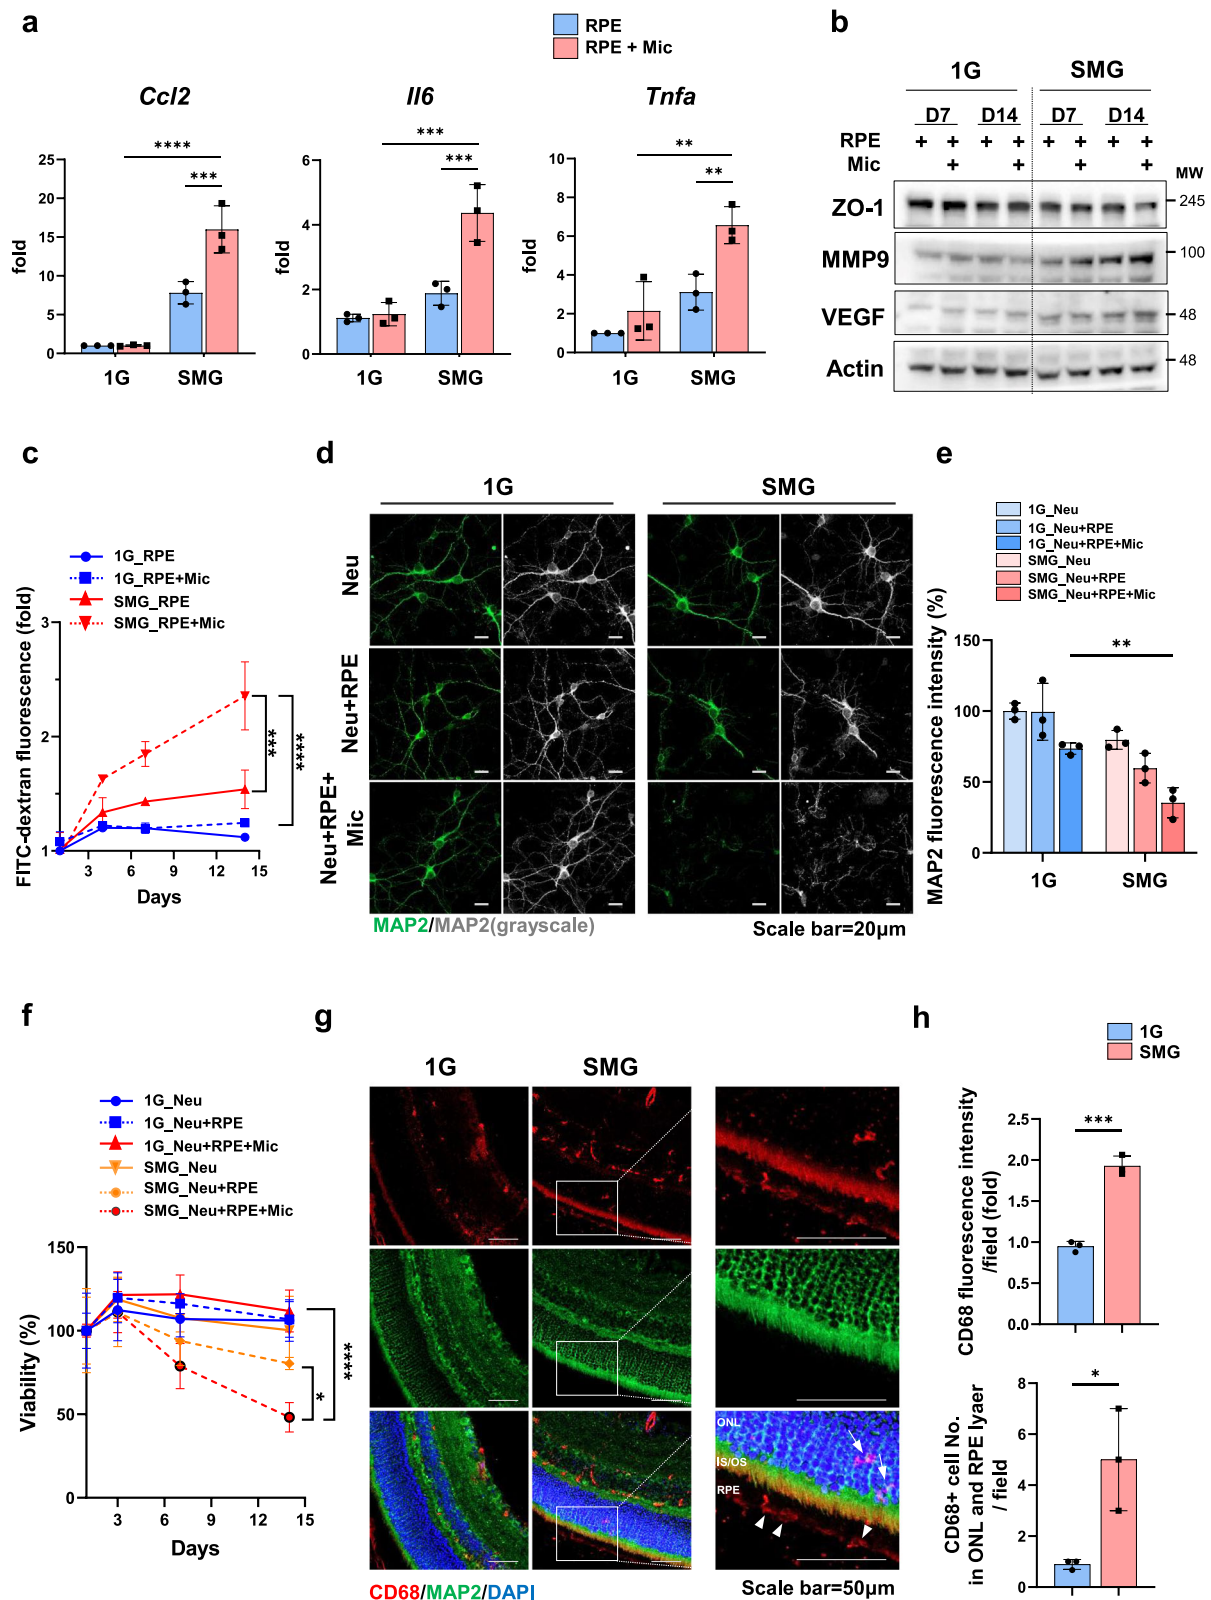 a
RPE
RPE + Mic
Ccl2
Il6
Tnfa
fold
25
20
15
10
5
0
****
***
1G
SMG
fold
6
4
2
0
***
***
1G
SMG
fold
10
8
6
4
2
0
**
**
1G
SMG
b
1G
SMG
D7
D14
D7
D14
RPE
+ + + + + + + +
Mic
+ + + +
MW
ZO-1
245
MMP9
100
VEGF
48
Actin
48
c
1G_RPE
1G_RPE+Mic
SMG_RPE
SMG_RPE+Mic
FITC-dextran fluorescence (fold)
3
2
1
***
****
3 6 9 12 15
Days
d
1G
SMG
Neu
Neu+RPE
Neu+RPE+
Mic
MAP2/MAP2(grayscale)
Scale bar=20µm
e
1G_Neu
1G_Neu+RPE
1G_Neu+RPE+Mic
SMG_Neu
SMG_Neu+RPE
SMG_Neu+RPE+Mic
MAP2 fluorescence intensity (%)
150
100
50
0
**
1G
SMG
f
1G_Neu
1G_Neu+RPE
1G_Neu+RPE+Mic
SMG_Neu
SMG_Neu+RPE
SMG_Neu+RPE+Mic
Viability (%)
150
100
50
0
*
****
3 6 9 12 15
Days
g
1G
SMG
ONL
IS/OS
RPE
CD68/MAP2/DAPI
Scale bar=50µm
h
1G
SMG
CD68 fluorescence intensity
/field (fold)
2.5
2.0
1.5
1.0
0.5
0.0
***
CD68+ cell No.
in ONL and RPE lyaer
/ field
8
6
4
2
0
*